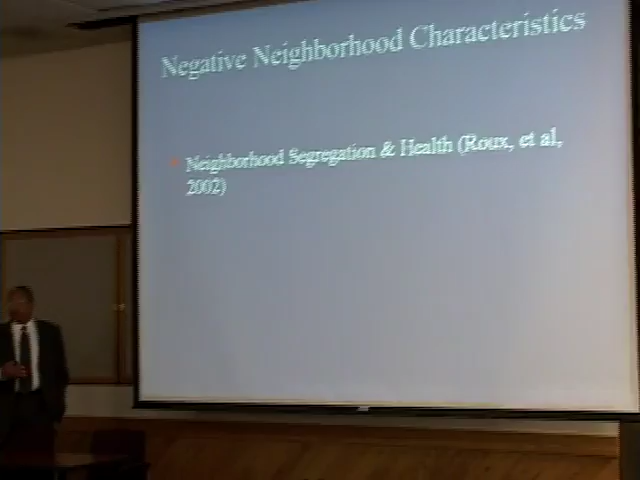 Negative Neighborhood Characteristics
Neighborhood Segregation & Health (Roux, et al,
2002)